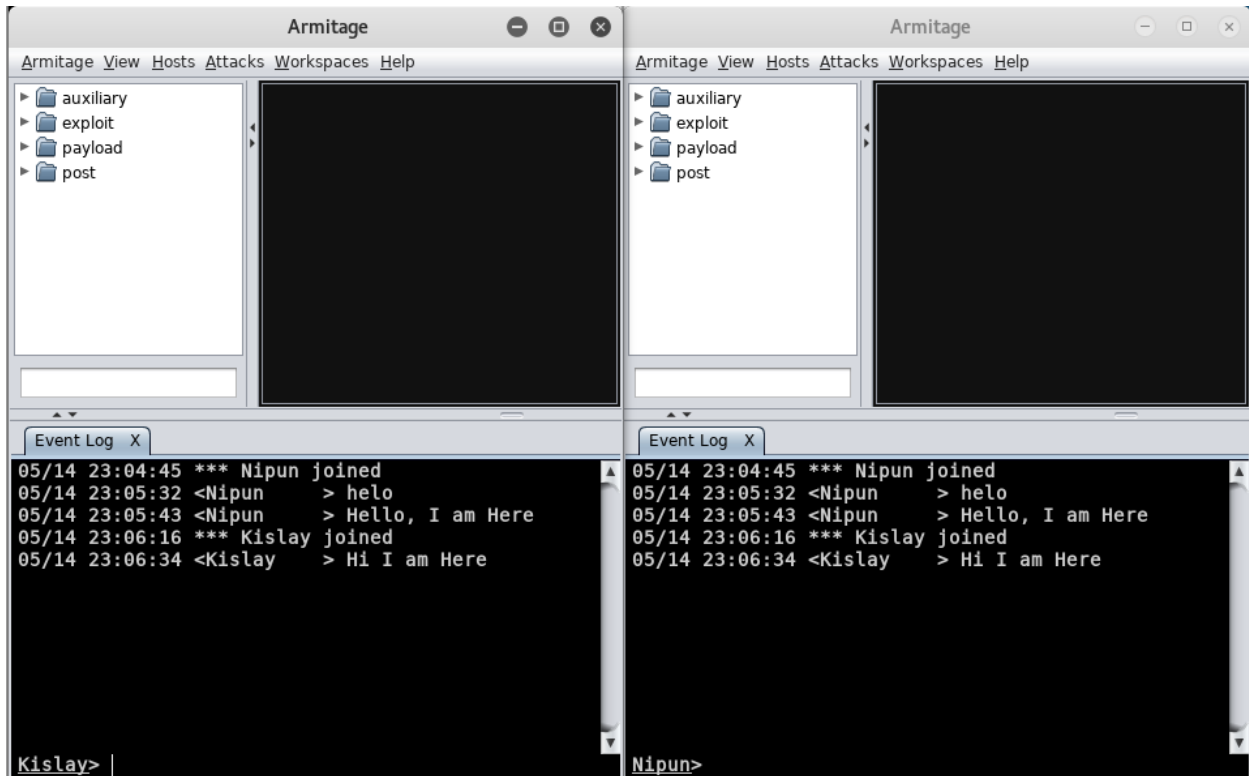 Armitage
Armitage View Hosts Attacks Workspaces Help
auxiliary
exploit
payload
post
Event Log X
05/14 23:04:45 *** Nipun joined
05/14 23:05:32 <Nipun     > helo
05/14 23:05:43 <Nipun     > Hello, I am Here
05/14 23:06:16 *** Kislay joined
05/14 23:06:34 <Kislay    > Hi I am Here
Kislay>
Armitage
Armitage View Hosts Attacks Workspaces Help
auxiliary
exploit
payload
post
Event Log X
05/14 23:04:45 *** Nipun joined
05/14 23:05:32 <Nipun     > helo
05/14 23:05:43 <Nipun     > Hello, I am Here
05/14 23:06:16 *** Kislay joined
05/14 23:06:34 <Kislay    > Hi I am Here
Nipun>